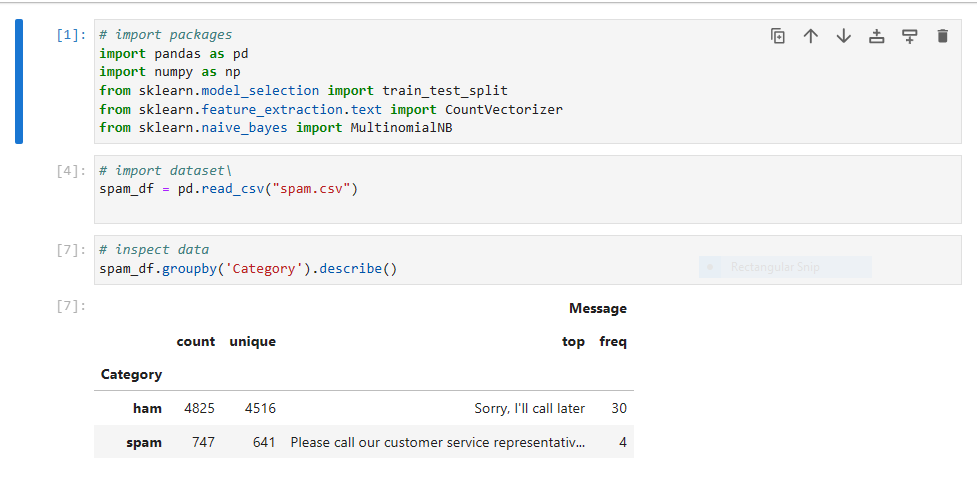 [1]: # import packages
import pandas as pd
import numpy as np
from sklearn.model_selection import train_test_split
from sklearn.feature_extraction.text import CountVectorizer
from sklearn.naive_bayes import MultinomialNB
[4]: # import dataset\
spam_df = pd.read_csv("spam.csv")
[7]: # inspect data
spam_df.groupby('Category').describe()
Rectangular Snip
[7]: Message
count unique top freq
Category
ham 4825 4516 Sorry, I'll call later 30
spam 747 641 Please call our customer service representativ... 4